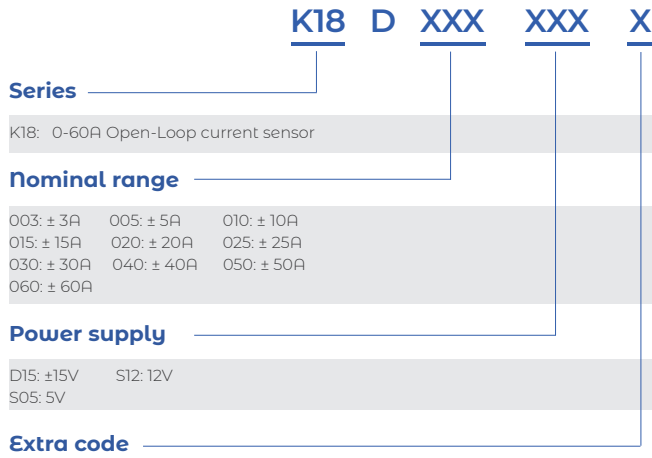 K18 D XXX XXX X
Series
K18: 0-60A Open-Loop current sensor
Nominal range
003: ± 3A 005: ± 5A 010: ± 10A
015: ± 15A 020: ± 20A 025: ± 25A
030: ± 30A 040: ± 40A 050: ± 50A
060: ± 60A
Power supply
D15: ±15V S12: 12V
S05: 5V
Extra code